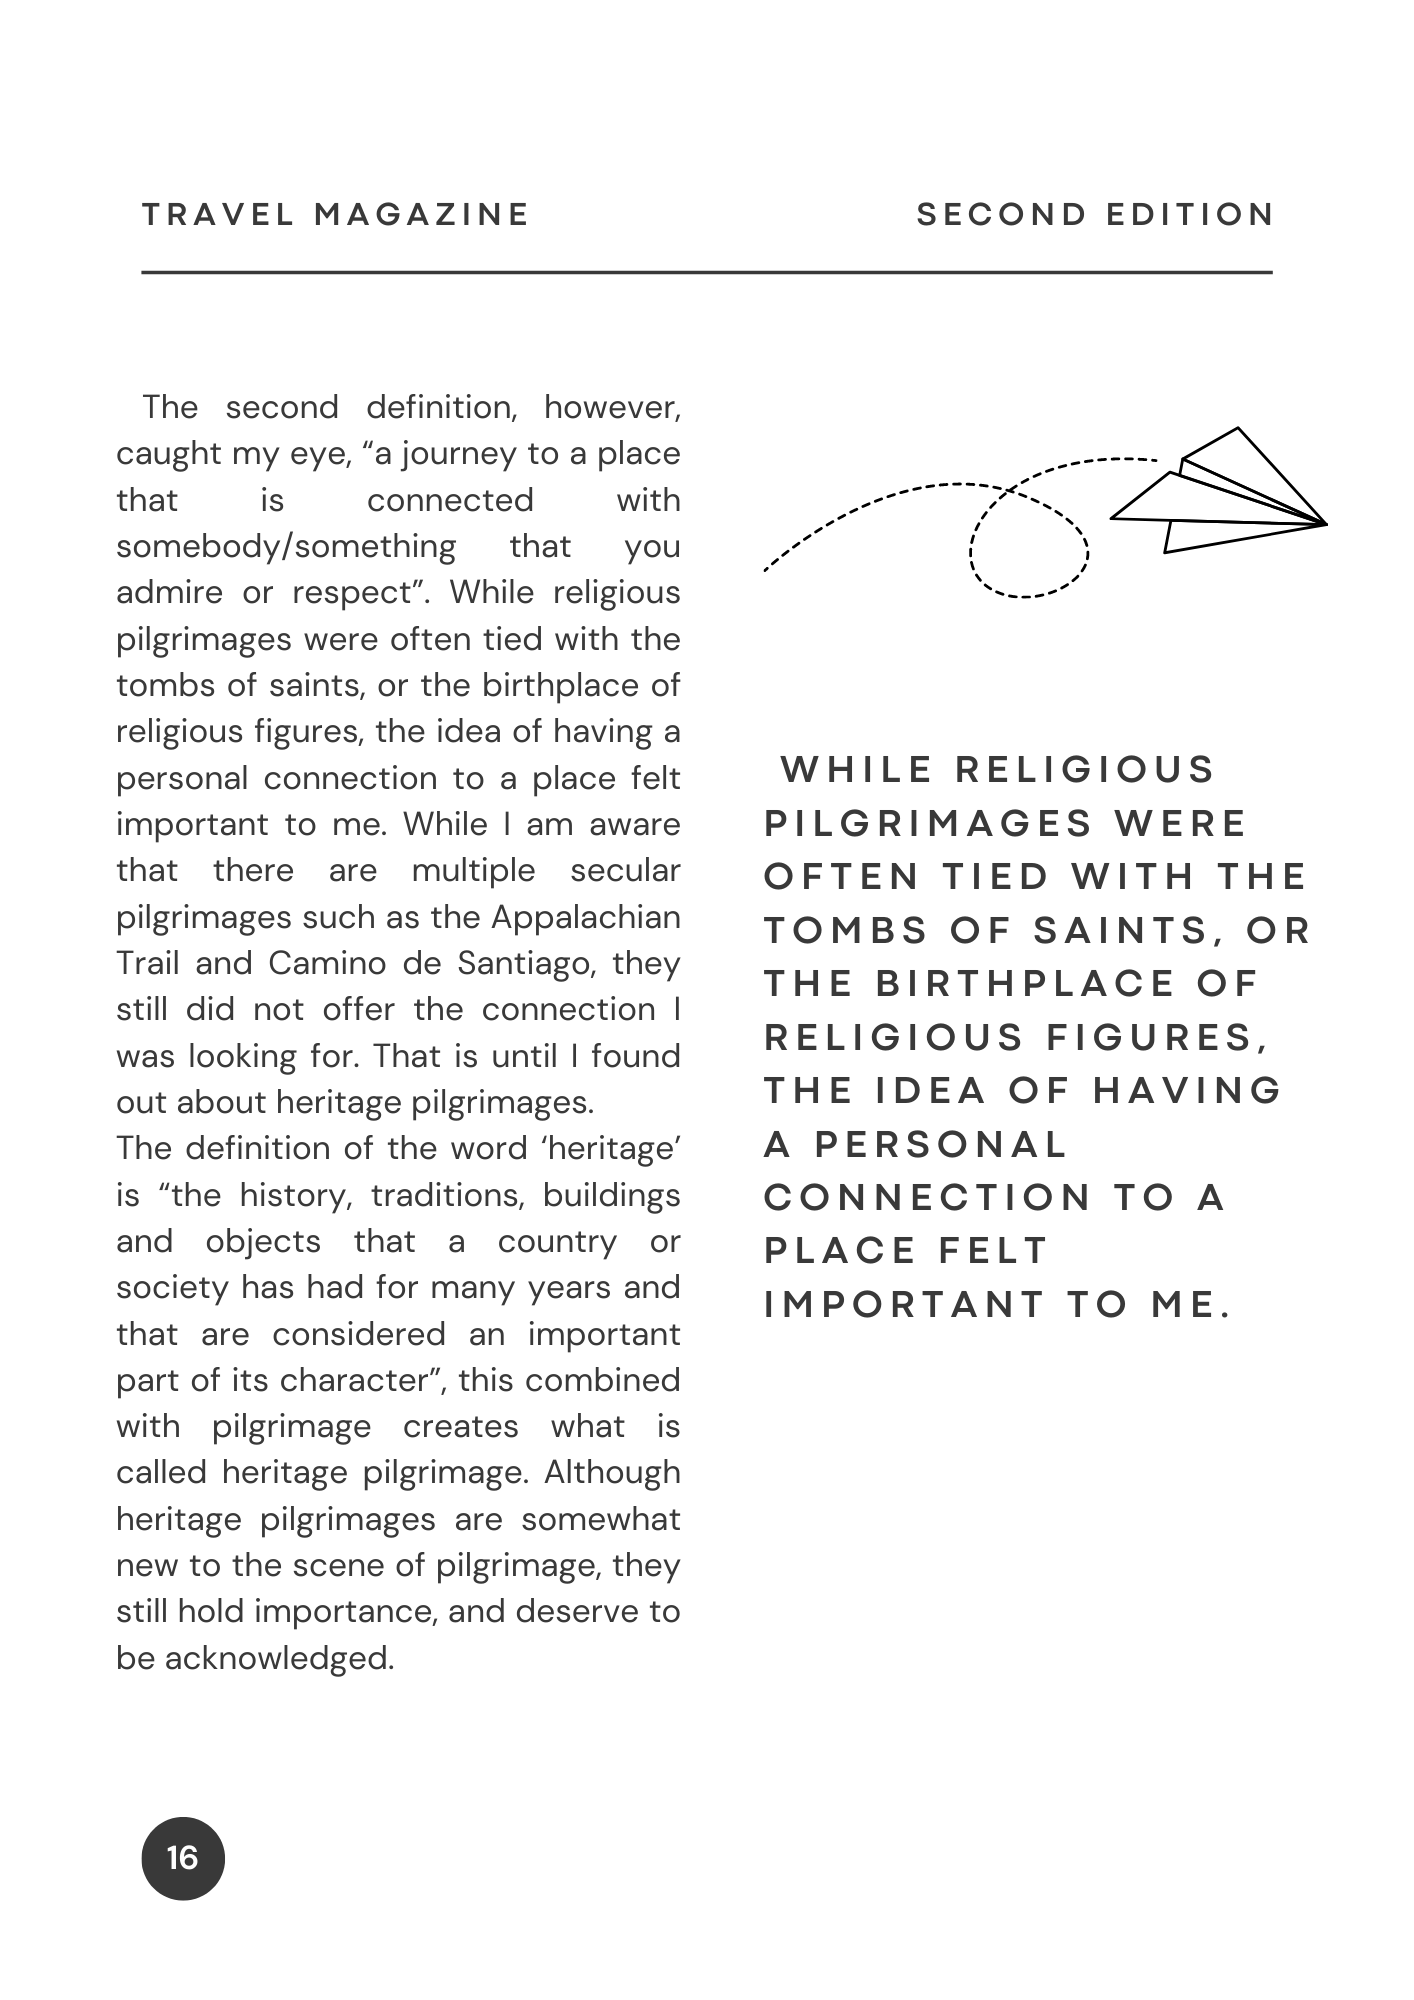 TRAVEL MAGAZINE
SECOND EDITION
The second definition, however,
caught my eye, “a journey to a place
that is connected with
somebody/something that you
admire or respect”. While religious
pilgrimages were often tied with the
tombs of saints, or the birthplace of
religious figures, the idea of having a
personal connection to a place felt
important to me. While I am aware
that there are multiple secular
pilgrimages such as the Appalachian
Trail and Camino de Santiago, they
still did not offer the connection I
was looking for. That is until I found
out about heritage pilgrimages.
The definition of the word ‘heritage’
is “the history, traditions, buildings
and objects that a country or
society has had for many years and
that are considered an important
part of its character”, this combined
with pilgrimage creates what is
called heritage pilgrimage. Although
heritage pilgrimages are somewhat
new to the scene of pilgrimage, they
still hold importance, and deserve to
be acknowledged.
WHILE RELIGIOUS
PILGRIMAGES WERE
OFTEN TIED WITH THE
TOMBS OF SAINTS, OR
THE BIRTHPLACE OF
RELIGIOUS FIGURES,
THE IDEA OF HAVING
A PERSONAL
CONNECTION TO A
PLACE FELT
IMPORTANT TO ME.
16